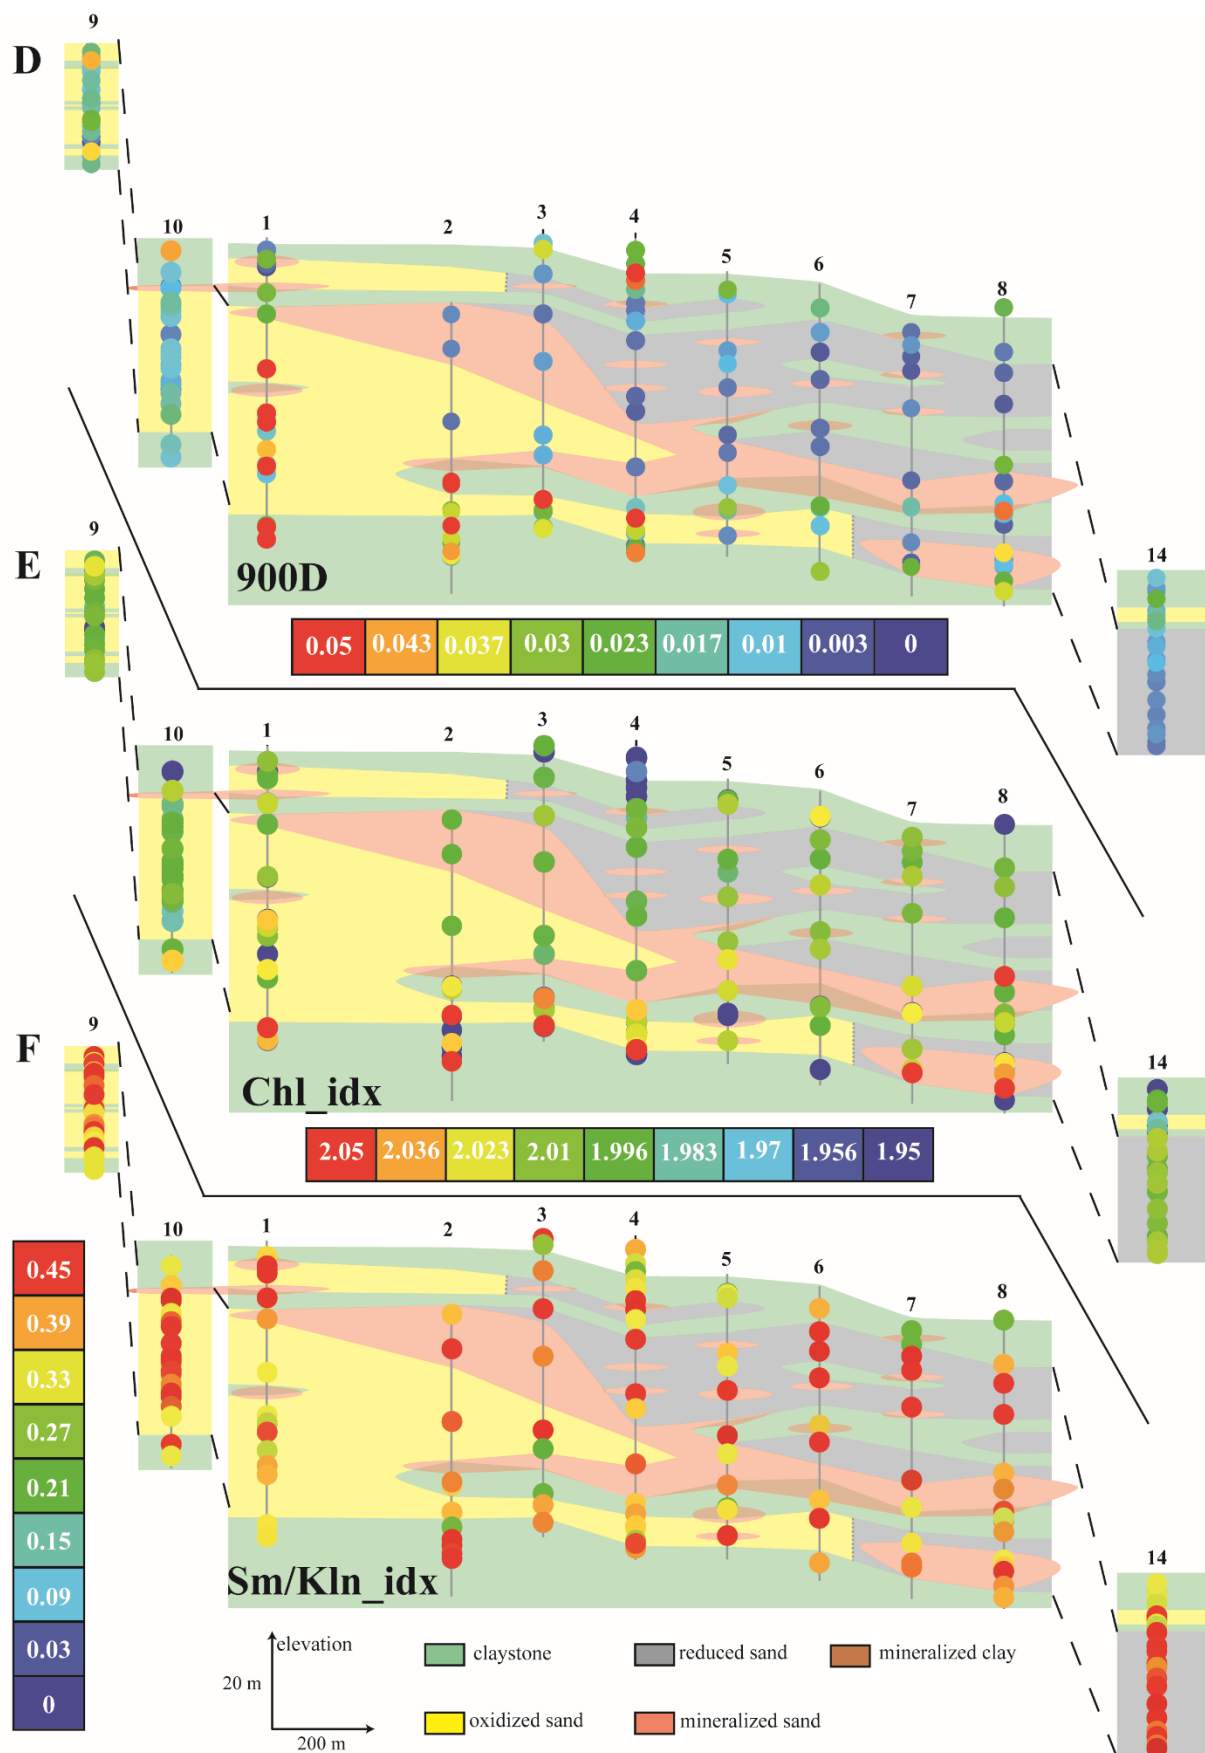 D
9
10
1
2
3
4
5
6
7
8
14
900D
0.05 0.043 0.037 0.03 0.023 0.017 0.01 0.003 0
E
9
10
1
2
3
4
5
6
7
8
14
Chl_idx
2.05 2.036 2.023 2.01 1.996 1.983 1.97 1.956 1.95
F
9
10
1
2
3
4
5
6
7
8
14
0.45
0.39
0.33
0.27
0.21
0.15
0.09
0.03
0
Sm/Kln_idx
elevation
20 m
200 m
claystone
reduced sand
mineralized clay
oxidized sand
mineralized sand